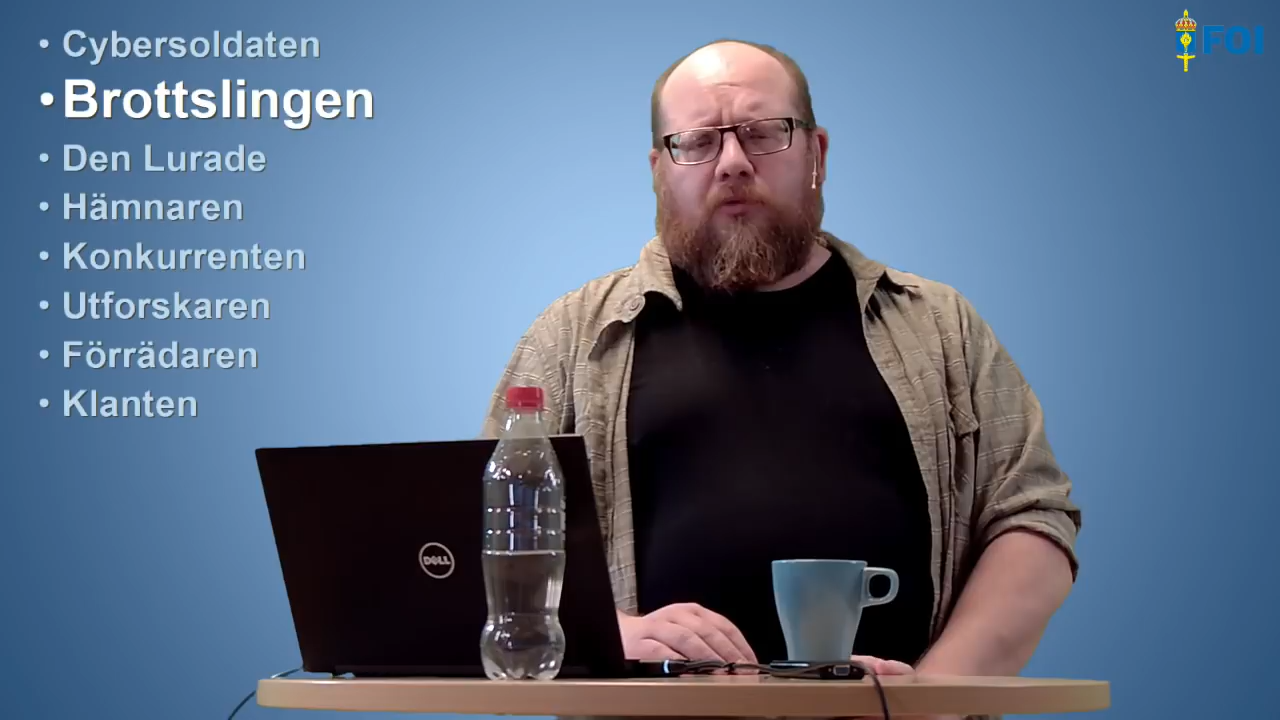 • Cybersoldaten
• Brottslingen
• Den Lurade
• Hämnaren
• Konkurrenten
• Utforskaren
• Förrädaren
• Klanten
FOI
DELL